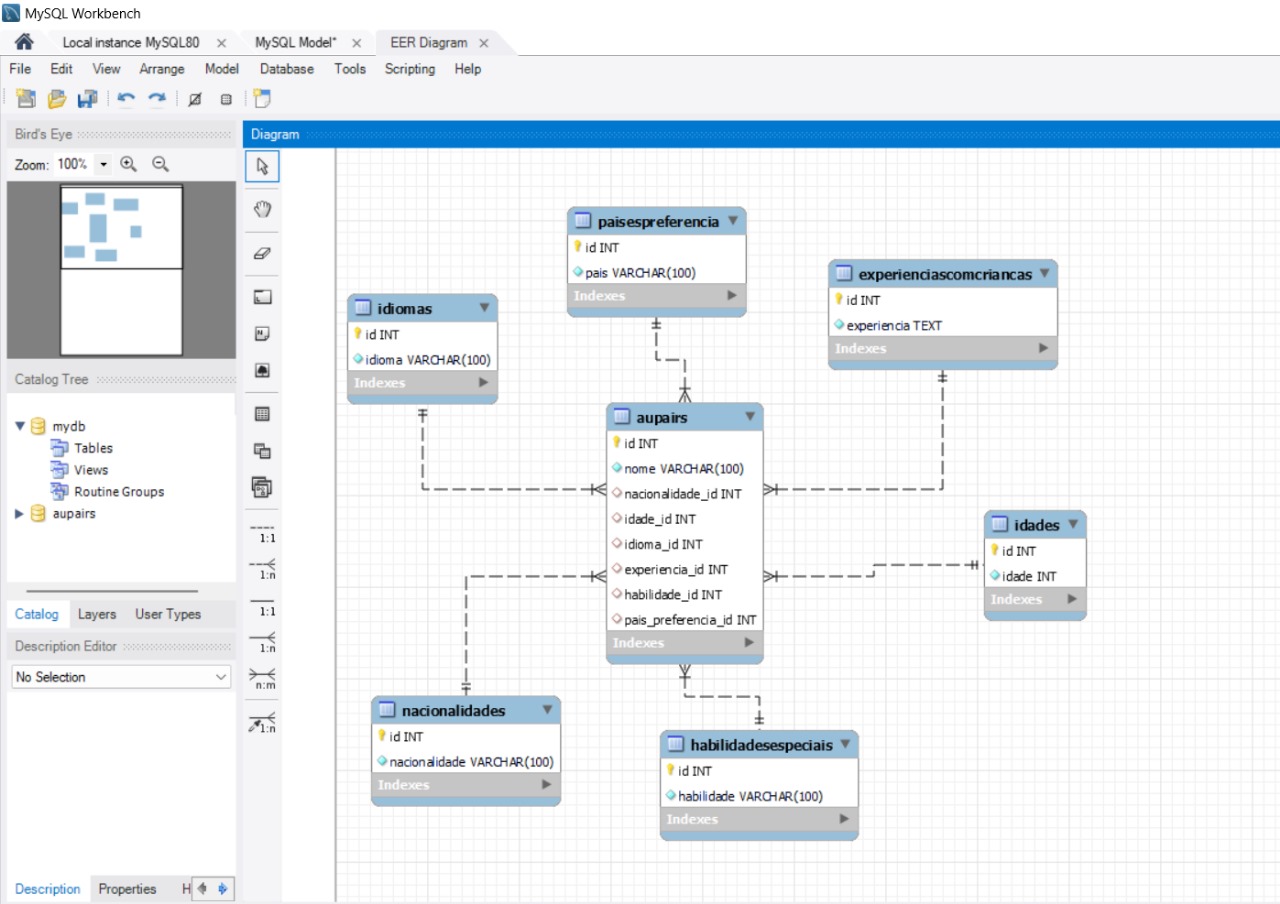 MySQL Workbench
Local instance MySQL80
MySQL Model*
EER Diagram
File Edit View Arrange Model Database Tools Scripting Help
Bird's Eye
Zoom: 100%
Catalog Tree
mydb
Tables
Views
Routine Groups
aupairs
Catalog Layers User Types
Description Editor
No Selection
Description Properties H
Diagram
1:1
1:n
1:1
1:n
n:m
1:n
paisespreferencia
id INT
pais VARCHAR(100)
Indexes
experienciascomcriancas
id INT
experiencia TEXT
Indexes
idiomas
id INT
idioma VARCHAR(100)
Indexes
aupairs
id INT
nome VARCHAR(100)
nacionalidade_id INT
idade_id INT
idioma_id INT
experiencia_id INT
habilidade_id INT
pais_preferencia_id INT
Indexes
idades
id INT
idade INT
Indexes
nacionalidades
id INT
nacionalidade VARCHAR(100)
Indexes
habilidadesespeciais
id INT
habilidade VARCHAR(100)
Indexes